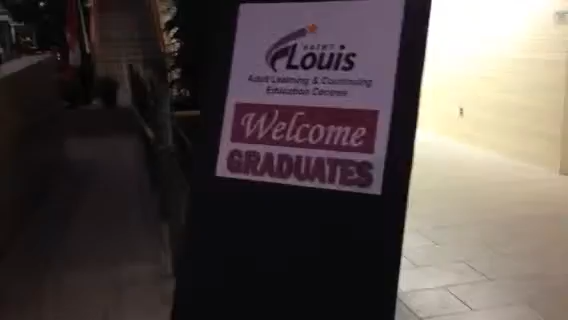 SAINT
Louis
Adult Learning & Continuing
Education Centres
Welcome
GRADUATES